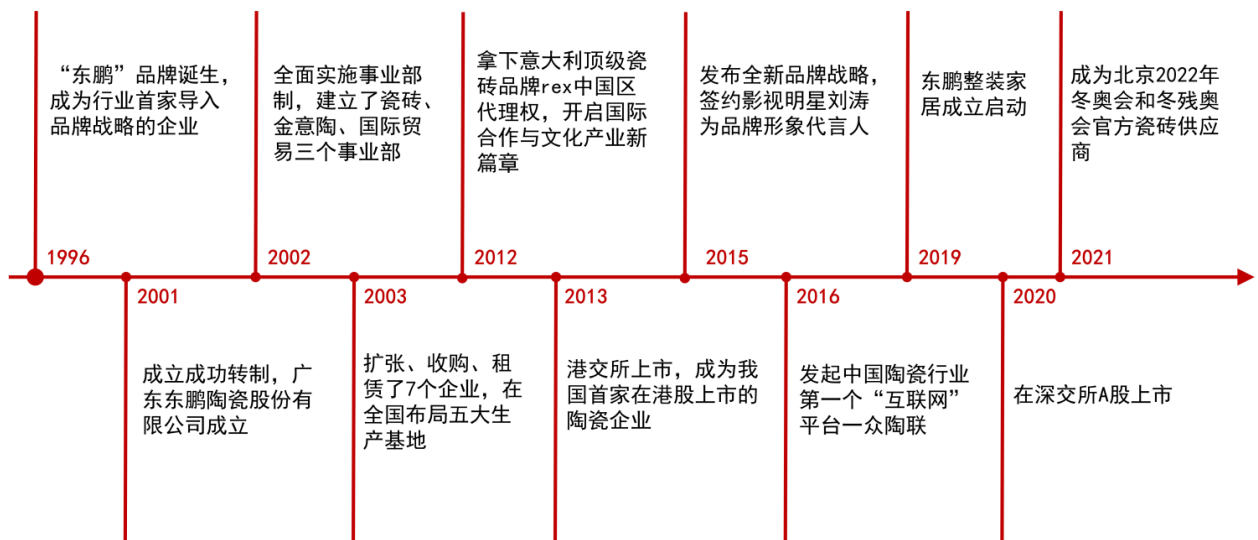 “东鹏”品牌诞生，
成为行业首家导入
品牌战略的企业
1996
2001
成立成功转制，广
东东鹏陶瓷股份有
限公司成立
全面实施事业部
制，建立了瓷砖、
金意陶、国际贸
易三个事业部
2002
2003
扩张、收购、租
赁了7个企业，在
全国布局五大生
产基地
拿下意大利顶级瓷
砖品牌rex中国区
代理权，开启国际
合作与文化产业新
篇章
2012
2013
港交所上市，成为我
国首家在港股上市的
陶瓷企业
发布全新品牌战略，
签约影视明星刘涛
为品牌形象代言人
2015
2016
发起中国陶瓷行业
第一个“互联网”
平台一众陶联
东鹏整装家
居成立启动
2019
2020
在深交所A股上市
成为北京2022年
冬奥会和冬残奥
会官方瓷砖供应
商
2021